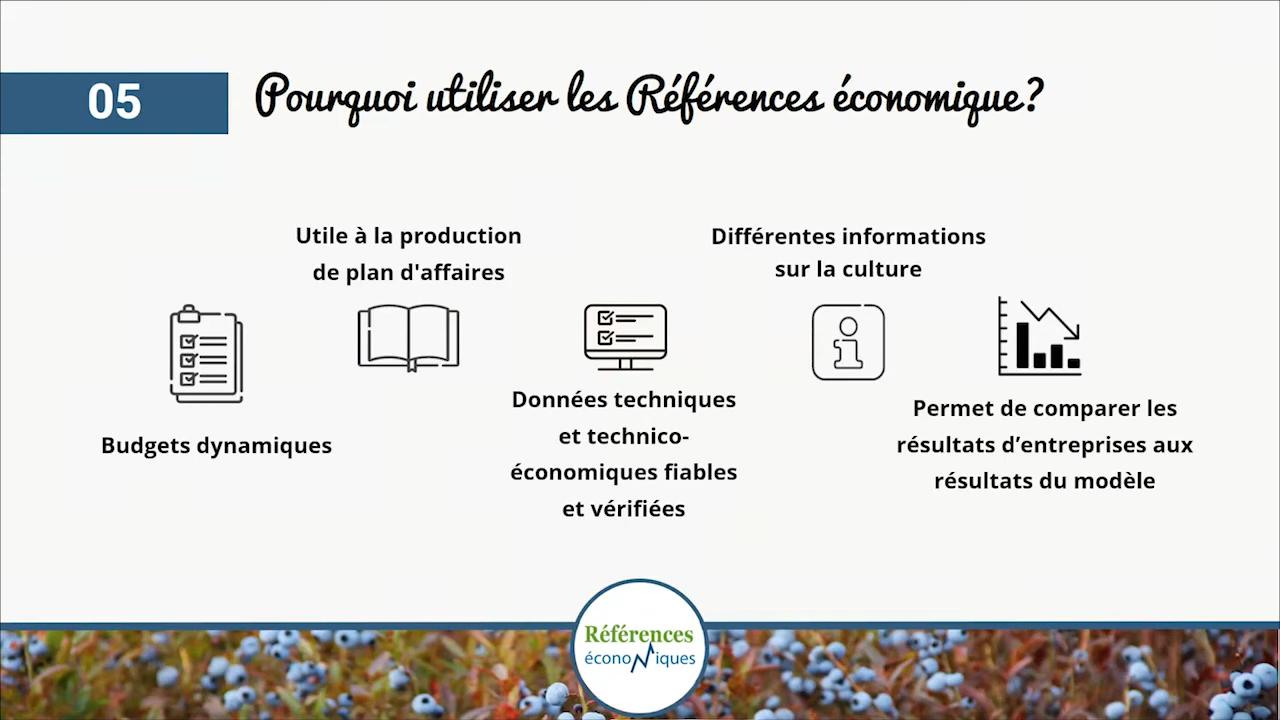 05
Pourquoi utiliser les Références économique?
Budgets dynamiques
Utile à la production
de plan d'affaires
Données techniques
et technico-
économiques fiables
et vérifiées
Différentes informations
sur la culture
Permet de comparer les
résultats d’entreprises aux
résultats du modèle
Références
économiques